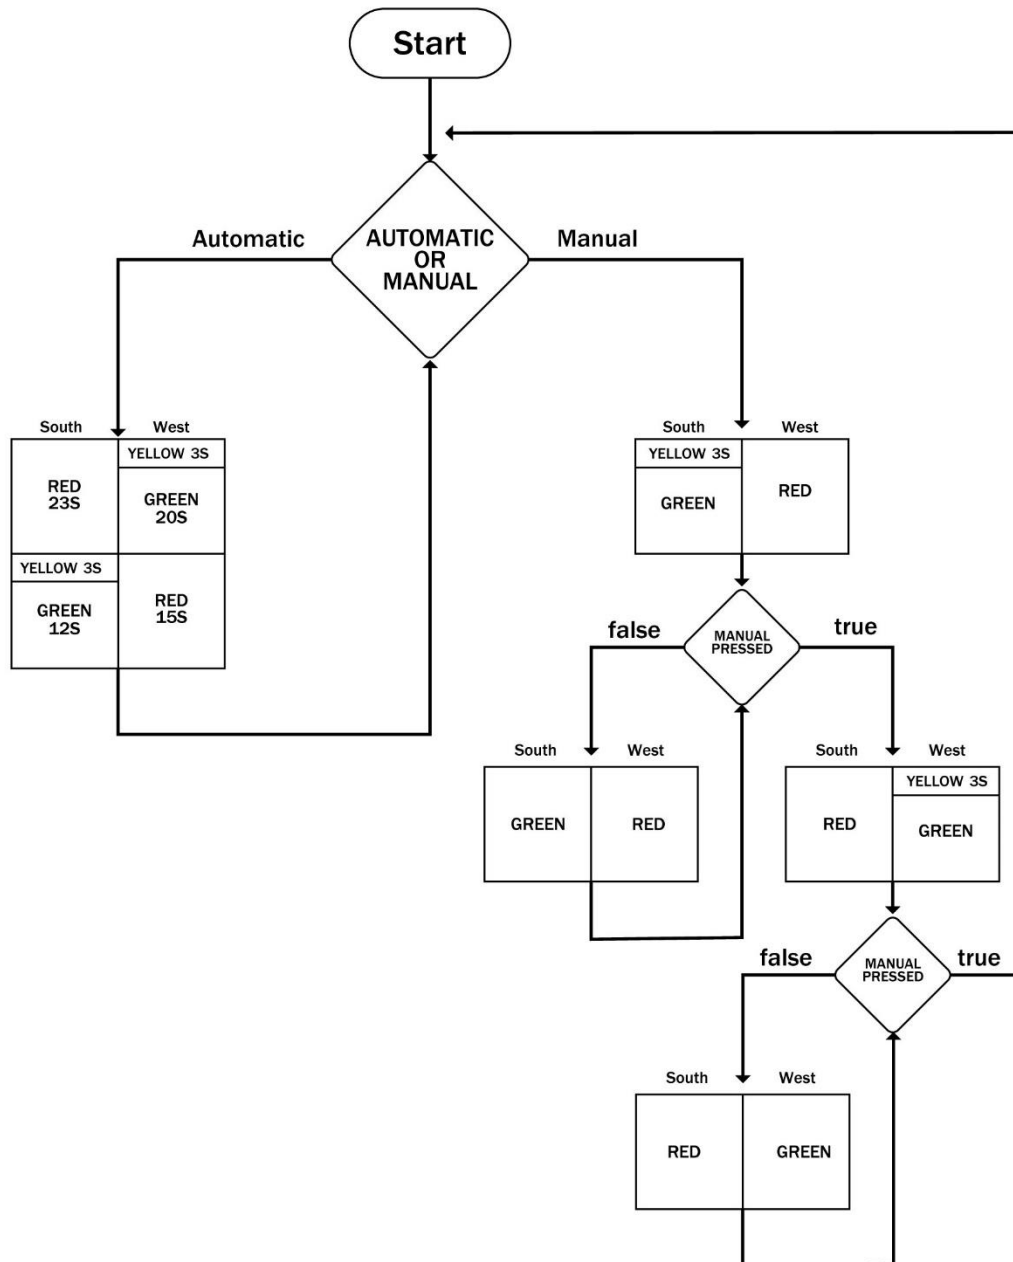 Start
Automatic
AUTOMATIC
OR
MANUAL
Manual
South West
YELLOW 3S
RED
23S
GREEN
20S
YELLOW 3S
GREEN
12S
RED
15S
South West
YELLOW 3S
GREEN
RED
false
MANUAL
PRESSED
true
South West
GREEN RED
South West
YELLOW 3S
RED
GREEN
false
MANUAL
PRESSED
true
South West
RED GREEN